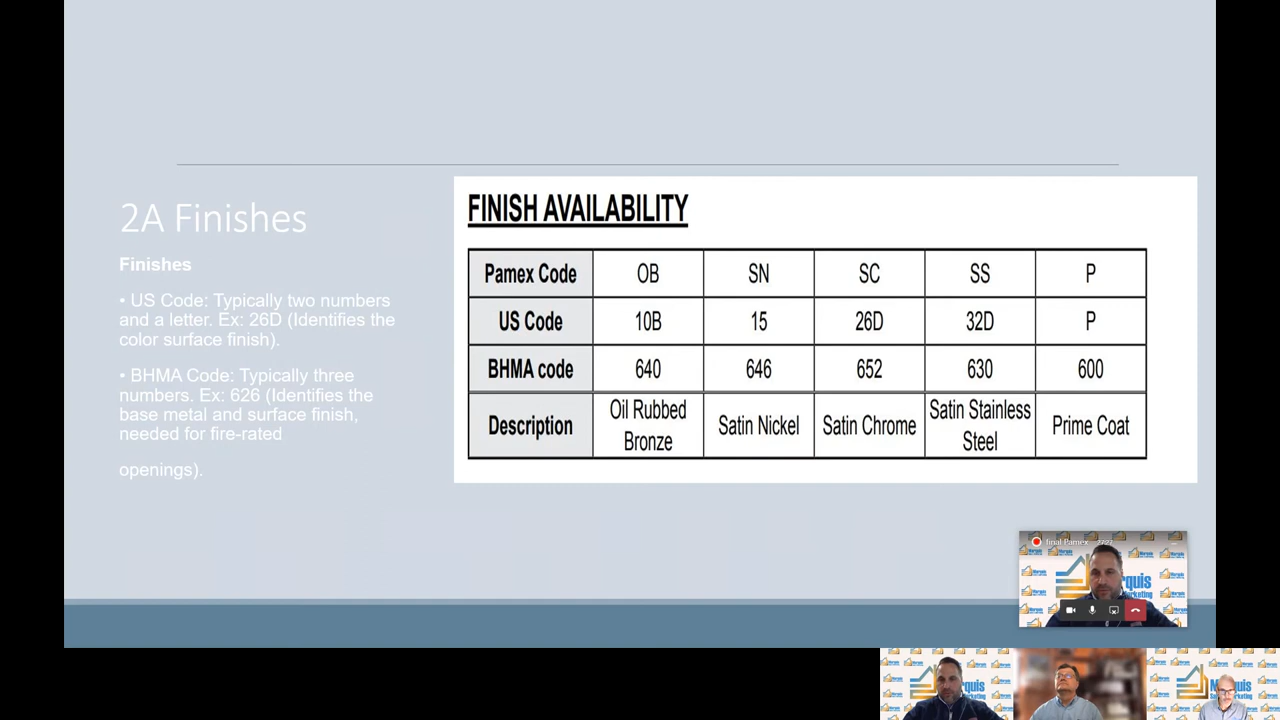 2A Finishes
Finishes
• US Code: Typically two numbers
and a letter. Ex: 26D (Identifies the
color surface finish).
• BHMA Code: Typically three
numbers. Ex: 626 (Identifies the
base metal and surface finish,
needed for fire-rated
openings).
FINISH AVAILABILITY
Pamex Code OB SN SC SS P
US Code 10B 15 26D 32D P
BHMA code 640 646 652 630 600
Description Oil Rubbed Bronze Satin Nickel Satin Chrome Satin Stainless Steel Prime Coat
final Pamex
Marquis